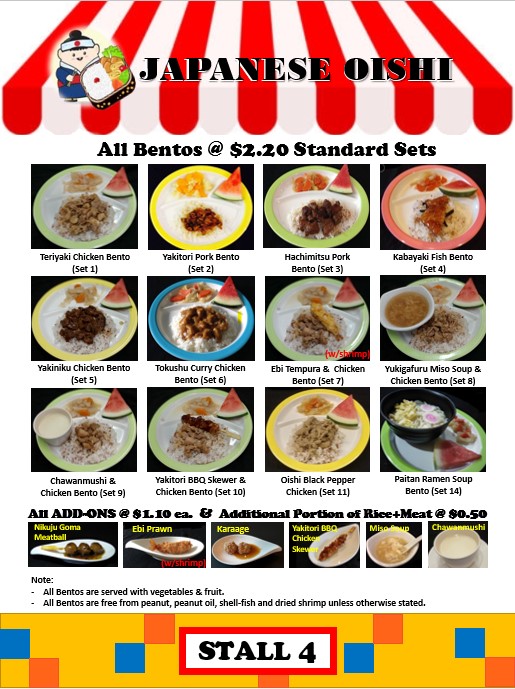 JAPANESE OISHI
All Bentos @ $2.20 Standard Sets
Teriyaki Chicken Bento
(Set 1)
Yakitori Pork Bento
(Set 2)
Hachimitsu Pork
Bento (Set 3)
Kabayaki Fish Bento
(Set 4)
Yakiniku Chicken Bento
(Set 5)
Tokushu Curry Chicken
Bento (Set 6)
(w/shrimp)
Ebi Tempura & Chicken
Bento (Set 7)
Yukigafuru Miso Soup &
Chicken Bento (Set 8)
Chawanmushi &
Chicken Bento (Set 9)
Yakitori BBQ Skewer &
Chicken Bento (Set 10)
Oishi Black Pepper
Chicken (Set 11)
Paitan Ramen Soup
Bento (Set 14)
All ADD-ONS @ $1.10 ea. & Additional Portion of Rice+Meat @ $0.50
Nikuju Goma
Meatball
Ebi Prawn
(w/shrimp)
Karaage
Yakitori BBQ
Chicken
Skewer
Miso Soup
Chawanmushi
Note:
- All Bentos are served with vegetables & fruit.
- All Bentos are free from peanut, peanut oil, shell-fish and dried shrimp unless otherwise stated.
STALL 4